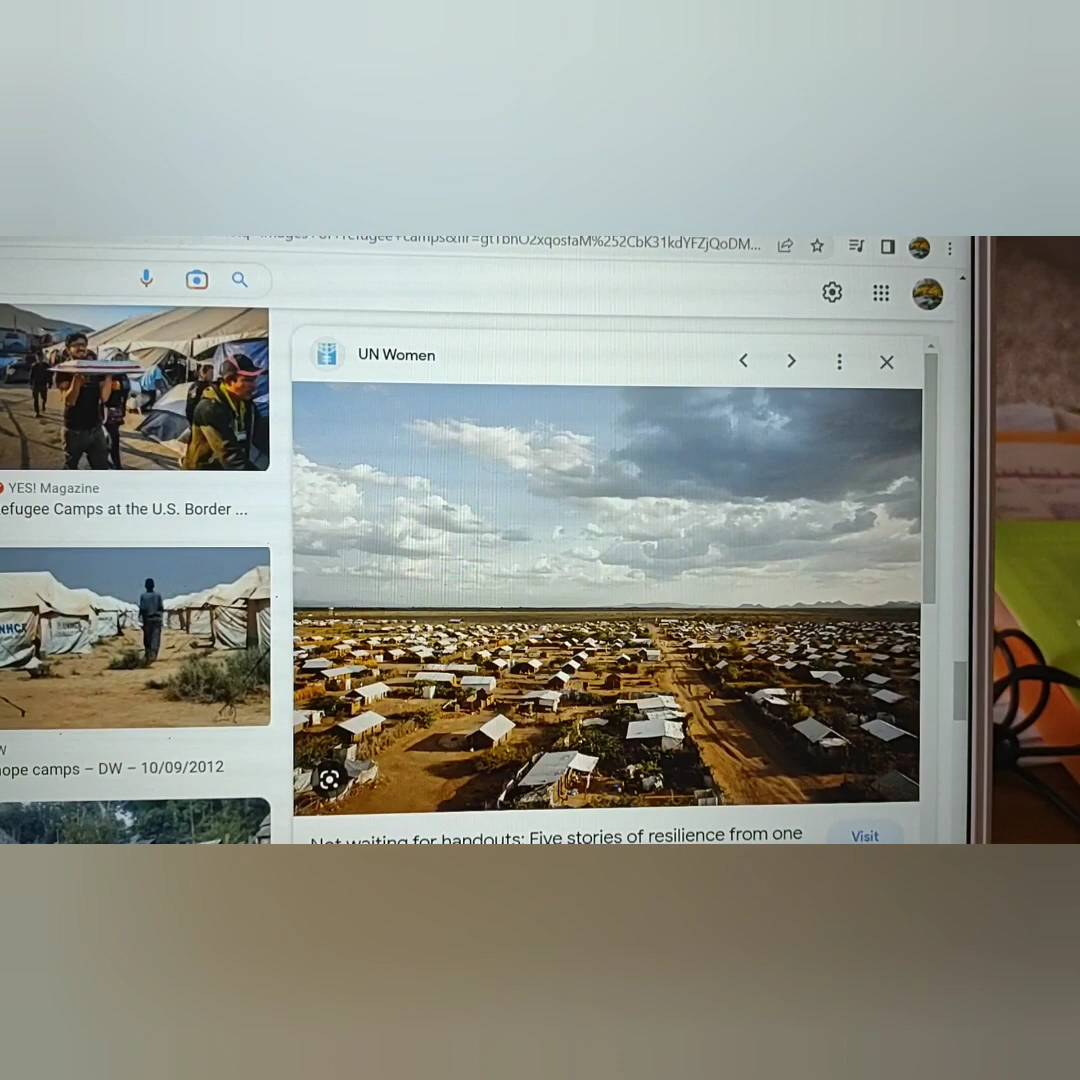 UN Women
YES! Magazine
efugee Camps at the U.S. Border ...
ope camps – DW – 10/09/2012
Not waiting for handouts: Five stories of resilience from one
Visit